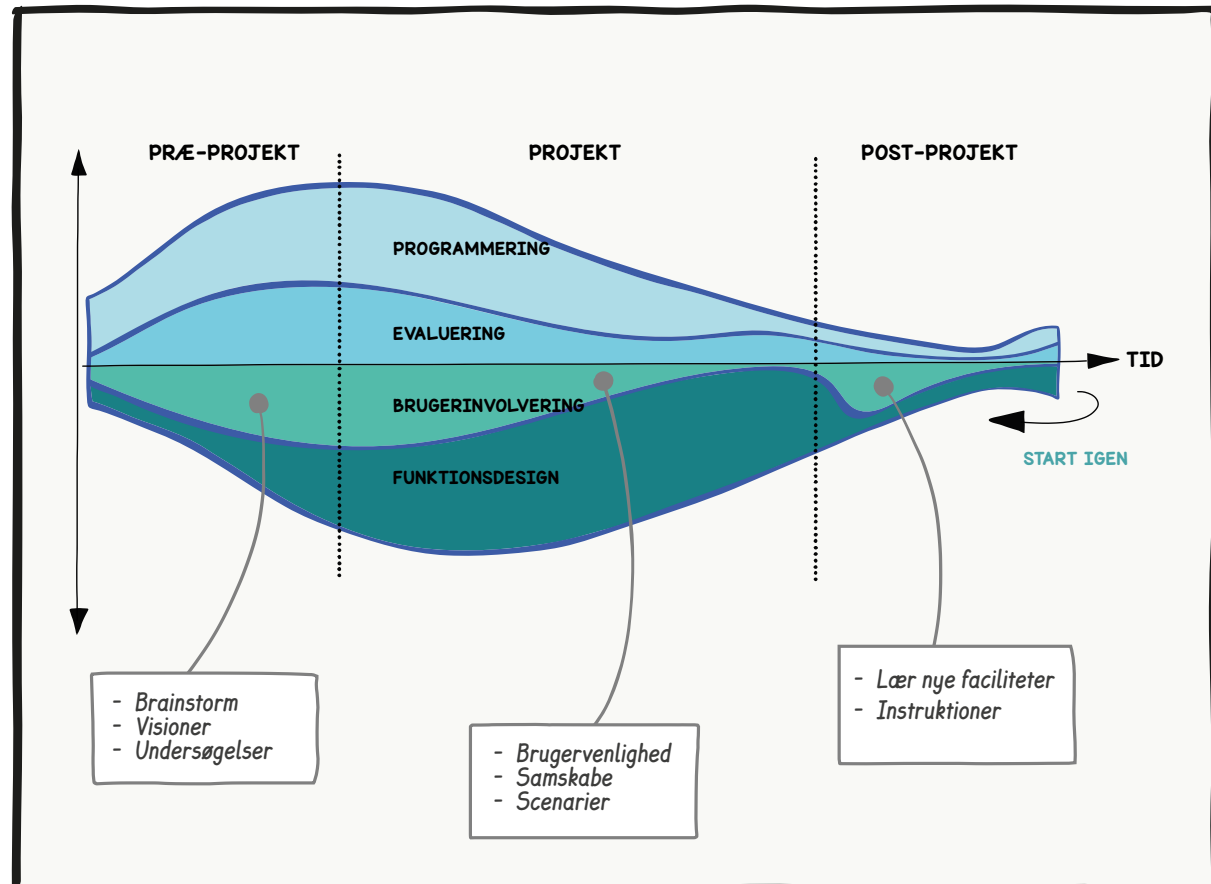 PRÆ-PROJEKT
PROJEKT
POST-PROJEKT
PROGRAMMERING
EVALUERING
TID
BRUGERINVOLVERING
START IGEN
FUNKTIONSDESIGN
- Brainstorm
- Visioner
- Undersøgelser
- Brugervenlighed
- Samskabe
- Scenarier
- Lær nye faciliteter
- Instruktioner